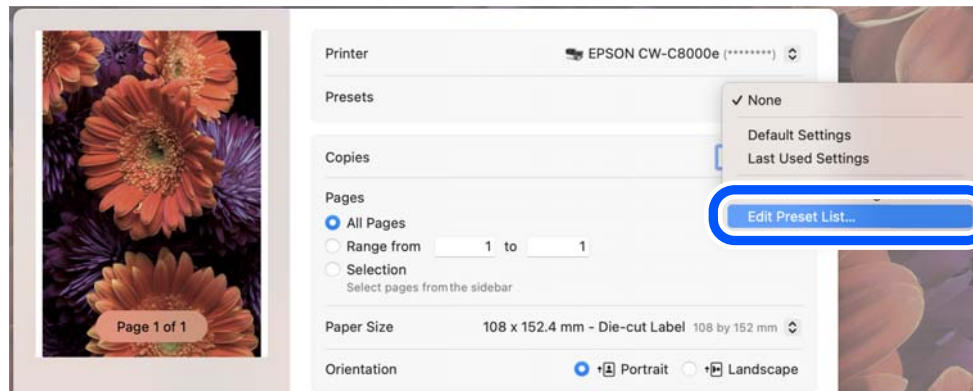 Printer
EPSON CW-C8000e (********)
Presets
None
Default Settings
Last Used Settings
Edit Preset List...
Copies
Pages
All Pages
Range from 1 to 1
Selection
Select pages from the sidebar
Paper Size 108 x 152.4 mm - Die-cut Label 108 by 152 mm
Orientation Portrait Landscape
Page 1 of 1